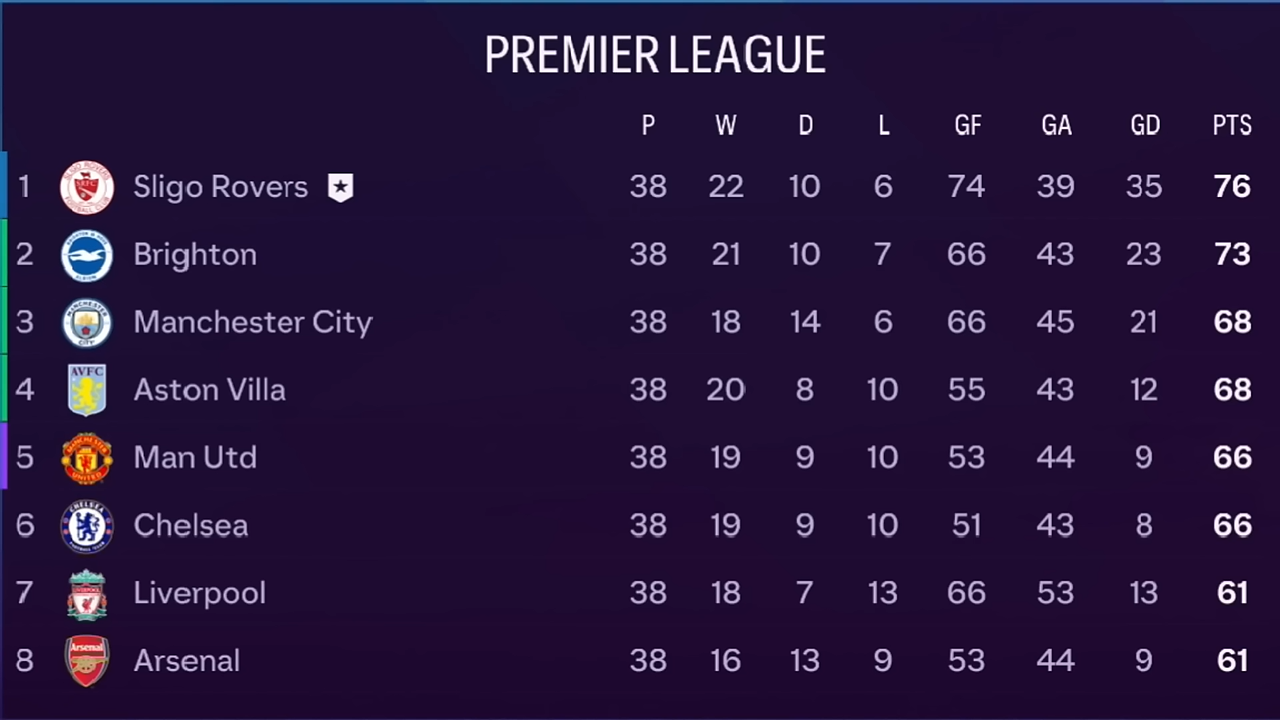 PREMIER LEAGUE
P W D L GF GA GD PTS
1 Sligo Rovers 38 22 10 6 74 39 35 76
2 Brighton 38 21 10 7 66 43 23 73
3 Manchester City 38 18 14 6 66 45 21 68
4 AVFC Aston Villa 38 20 8 10 55 43 12 68
5 Man Utd 38 19 9 10 53 44 9 66
6 Chelsea 38 19 9 10 51 43 8 66
7 Liverpool 38 18 7 13 66 53 13 61
8 Arsenal Arsenal 38 16 13 9 53 44 9 61